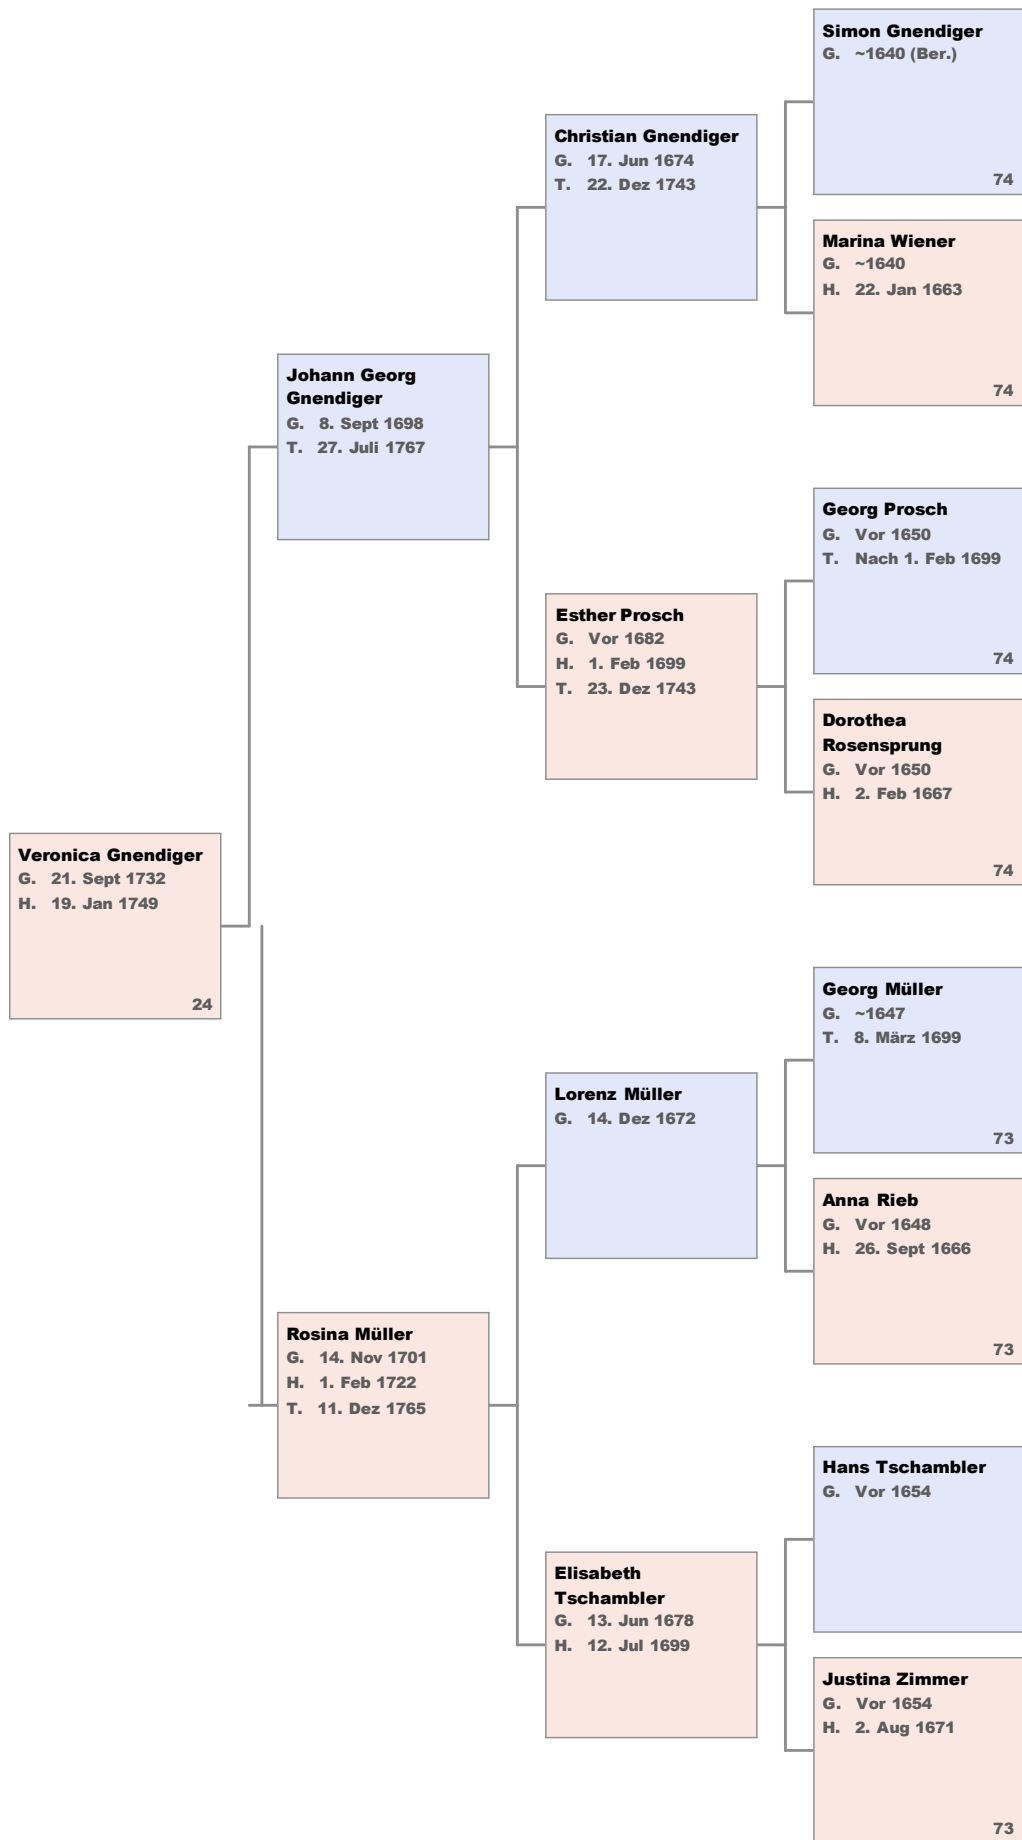 Simon Gnendiger
G. ~1640 (Ber.)
74
Christian Gnendiger
G. 17. Jun 1674
T. 22. Dez 1743
Marina Wiener
G. ~1640
H. 22. Jan 1663
74
Johann Georg
Gnendiger
G. 8. Sept 1698
T. 27. Juli 1767
Georg Prosch
G. Vor 1650
T. Nach 1. Feb 1699
74
Esther Prosch
G. Vor 1682
H. 1. Feb 1699
T. 23. Dez 1743
Dorothea
Rosensprung
G. Vor 1650
H. 2. Feb 1667
74
Veronica Gnendiger
G. 21. Sept 1732
H. 19. Jan 1749
24
Georg Müller
G. ~1647
T. 8. März 1699
73
Lorenz Müller
G. 14. Dez 1672
Anna Rieb
G. Vor 1648
H. 26. Sept 1666
73
Rosina Müller
G. 14. Nov 1701
H. 1. Feb 1722
T. 11. Dez 1765
Hans Tschambler
G. Vor 1654
Elisabeth
Tschambler
G. 13. Jun 1678
H. 12. Jul 1699
Justina Zimmer
G. Vor 1654
H. 2. Aug 1671
73